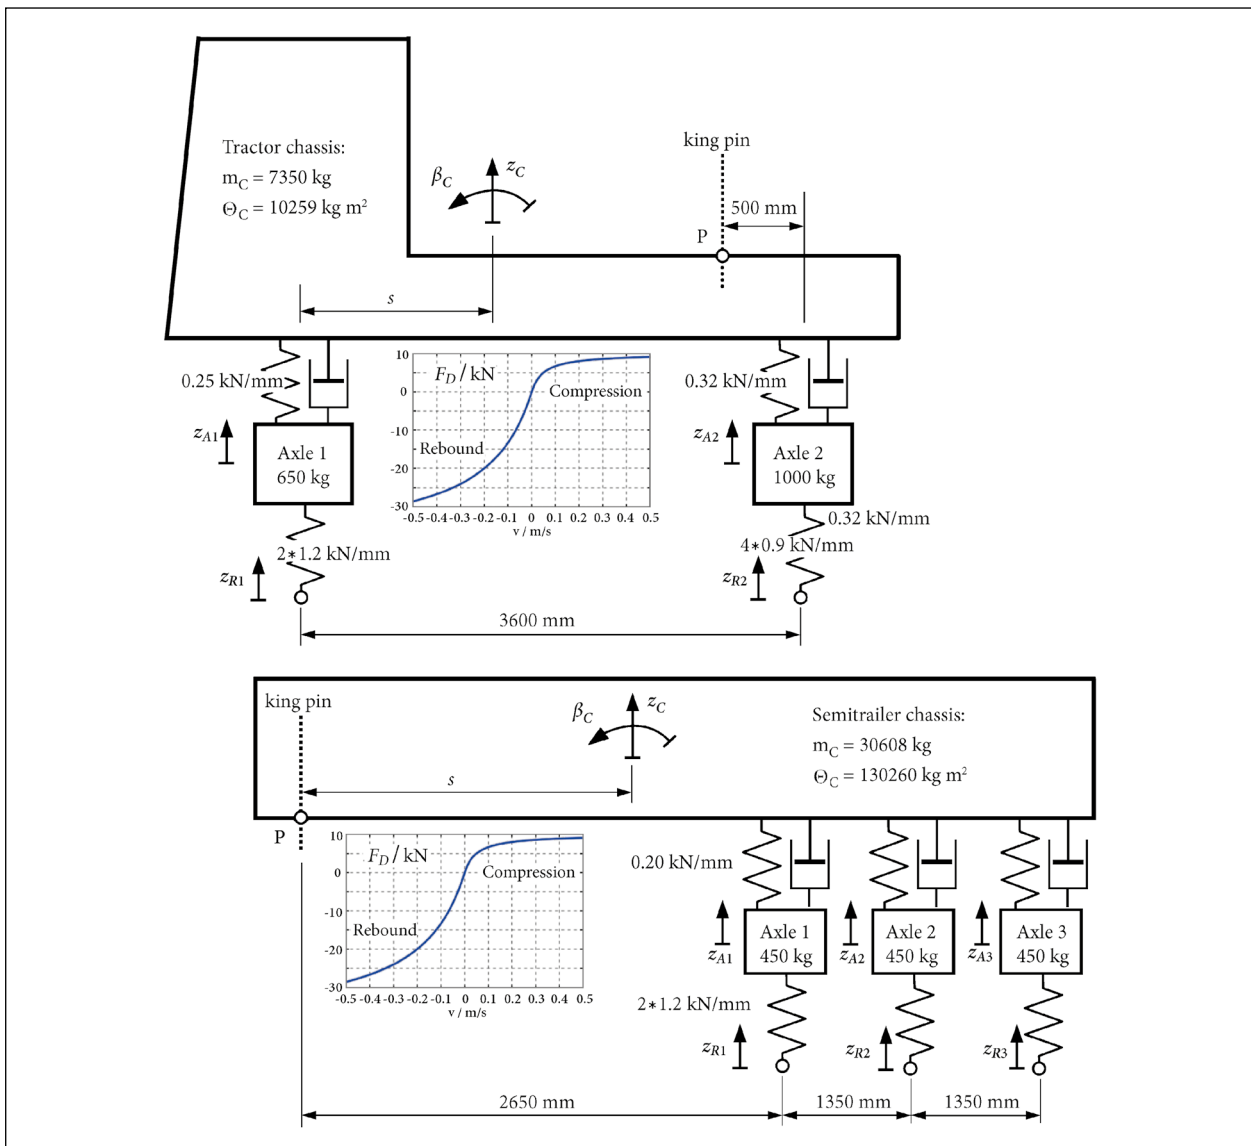 Tractor chassis:
m_C = 7350 kg
Θ_C = 10259 kg m²
β_C
z_C
king pin
500 mm
P
s
0.25 kN/mm
z_A1
Axle 1
650 kg
2*1.2 kN/mm
z_R1
F_D / kN
Compression
Rebound
10
0
-10
-20
-30
-0.5 -0.4 -0.3 -0.2 -0.1 0 0.1 0.2 0.3 0.4 0.5
v / m/s
0.32 kN/mm
z_A2
Axle 2
1000 kg
0.32 kN/mm
4*0.9 kN/mm
z_R2
3600 mm
king pin
β_C
z_C
Semitrailer chassis:
m_C = 30608 kg
Θ_C = 130260 kg m²
s
P
F_D / kN
Compression
Rebound
10
0
-10
-20
-30
-0.5 -0.4 -0.3 -0.2 -0.1 0 0.1 0.2 0.3 0.4 0.5
v / m/s
0.20 kN/mm
z_A1
Axle 1
450 kg
z_A2
Axle 2
450 kg
z_A3
Axle 3
450 kg
2*1.2 kN/mm
z_R1
z_R2
z_R3
2650 mm
1350 mm
1350 mm